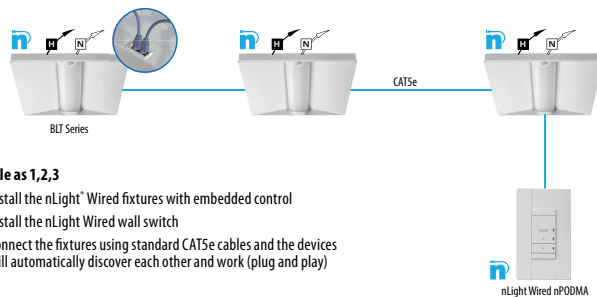 n H N
n H N
n H N
CAT5e
BLT Series
le as 1,2,3
stall the nLight® Wired fixtures with embedded control
stall the nLight Wired wall switch
onnect the fixtures using standard CAT5e cables and the devices
ill automatically discover each other and work (plug and play)
n
nLight Wired nPODMA